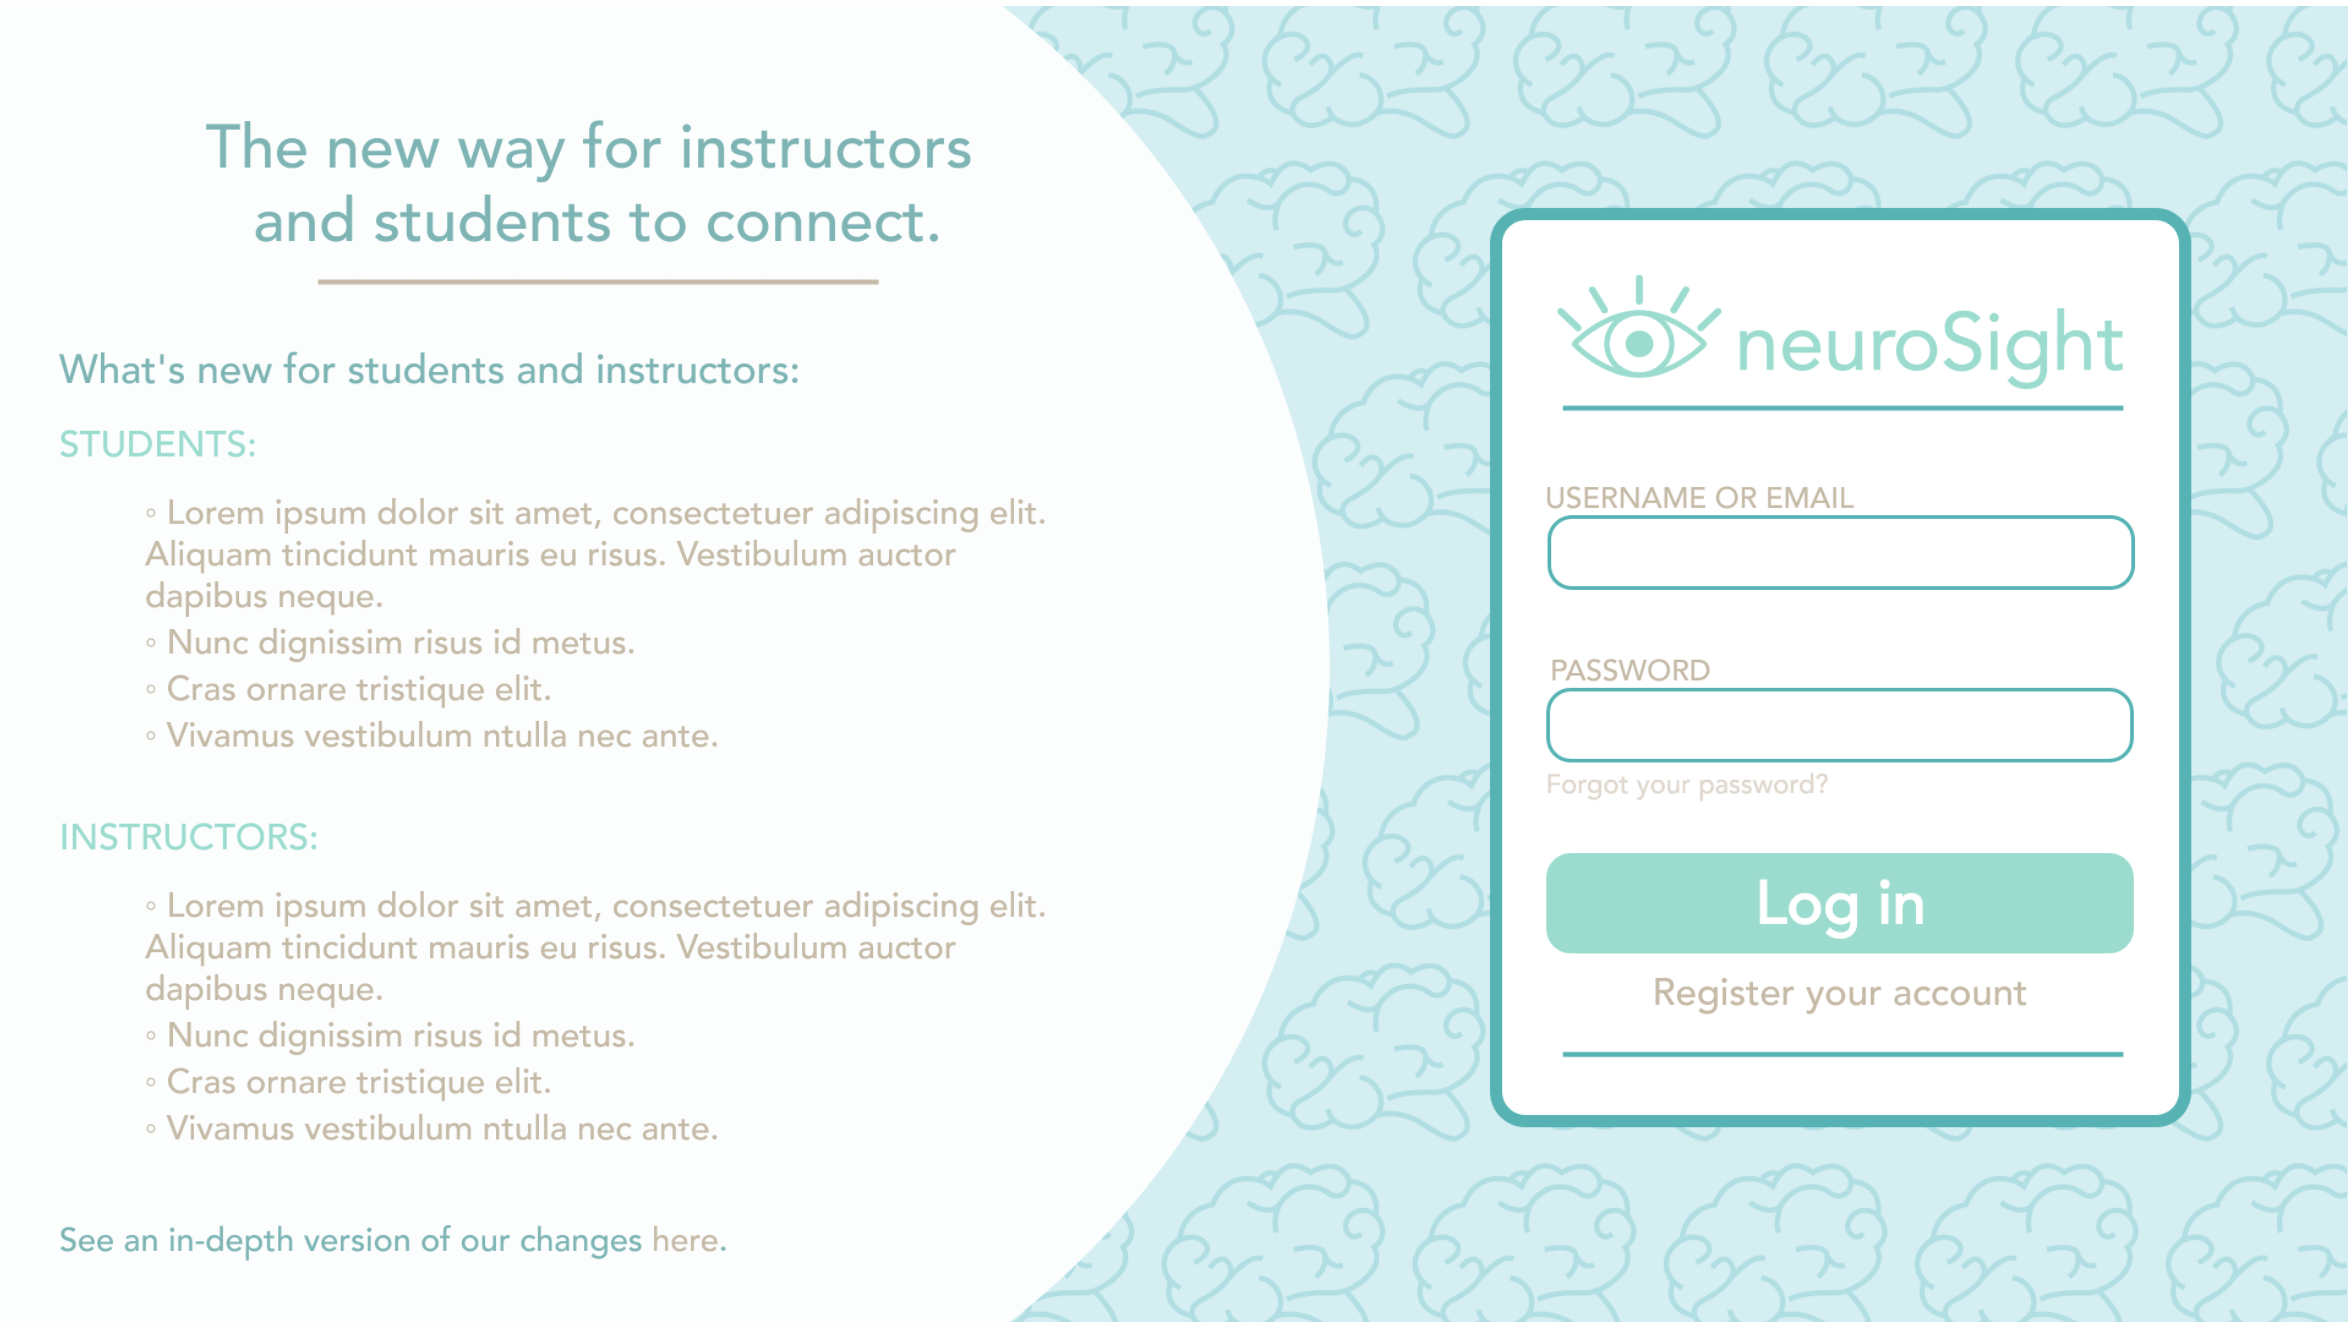 The new way for instructors
and students to connect.
What's new for students and instructors:
STUDENTS:
◦ Lorem ipsum dolor sit amet, consectetuer adipiscing elit.
Aliquam tincidunt mauris eu risus. Vestibulum auctor
dapibus neque.
◦ Nunc dignissim risus id metus.
◦ Cras ornare tristique elit.
◦ Vivamus vestibulum ntulla nec ante.
INSTRUCTORS:
◦ Lorem ipsum dolor sit amet, consectetuer adipiscing elit.
Aliquam tincidunt mauris eu risus. Vestibulum auctor
dapibus neque.
◦ Nunc dignissim risus id metus.
◦ Cras ornare tristique elit.
◦ Vivamus vestibulum ntulla nec ante.
See an in-depth version of our changes here.
neuroSight
USERNAME OR EMAIL
PASSWORD
Forgot your password?
Log in
Register your account